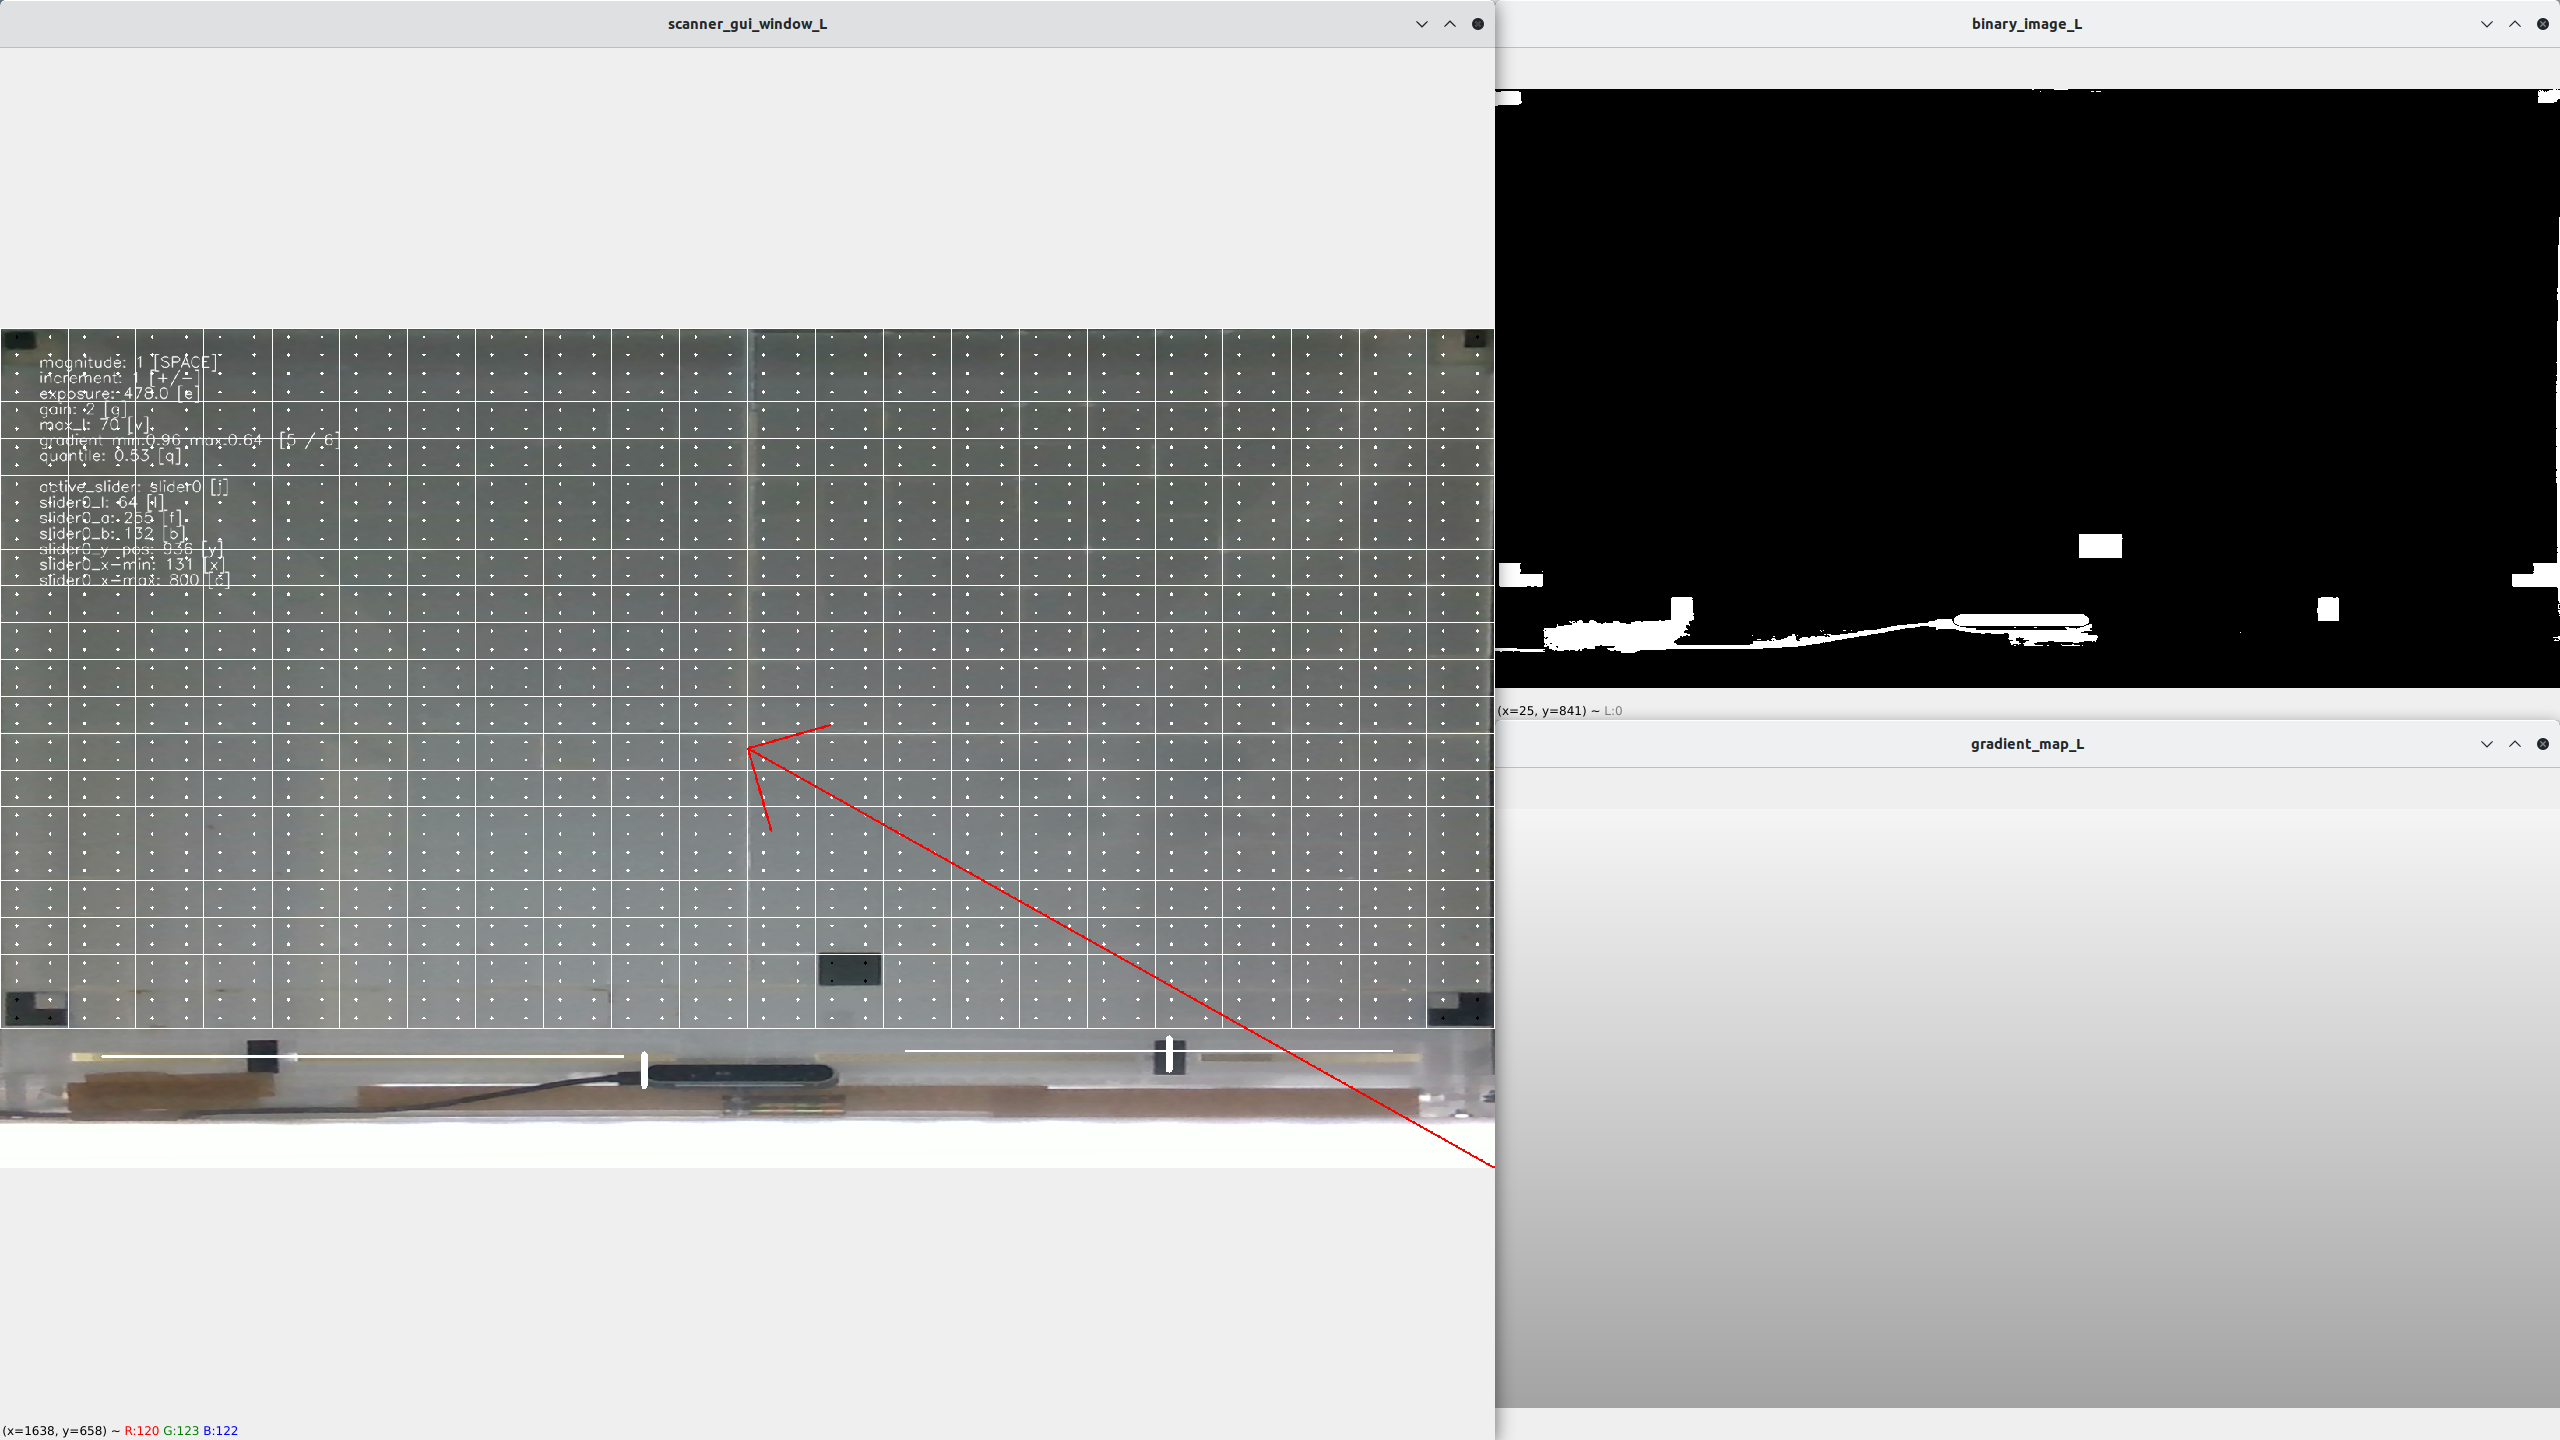 scanner_gui_window_L
magnitude: 1 [SPACE]
increment: 1 [+/-]
exposure: 478.0 [e]
gain: 2 [g]
max_l: 70 [v]
gradient min:0.96 max:0.64 [5 / 6]
quantile: 0.53 [q]
active_slider: slider0 [j]
slider0_l: 64 [l]
slider0_a: 255 [f]
slider0_b: 132 [b]
slider0_y_pos: 936 [y]
slider0_x-min: 131 [x]
slider0_x-max: 800 [c]
(x=1638, y=658) ~ R:120 G:123 B:122
binary_image_L
(x=25, y=841) ~ L:0
gradient_map_L